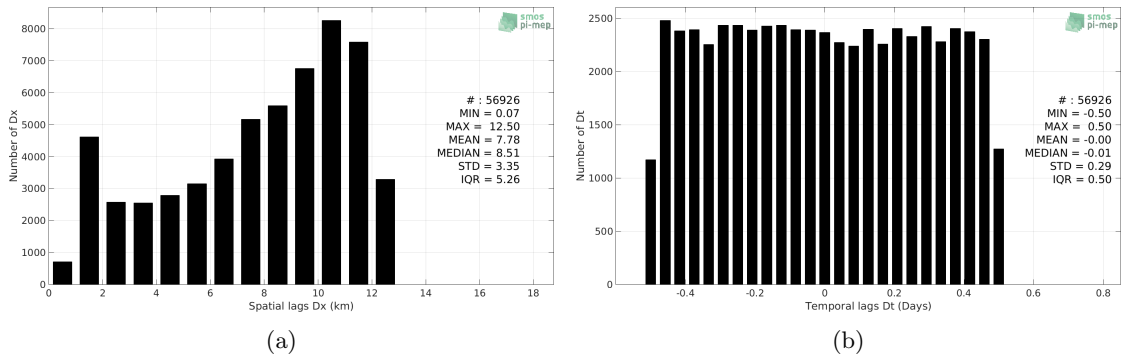 8000
7000
6000
5000
4000
3000
2000
1000
0
Number of Dx
0 2 4 6 8 10 12 14 16 18
Spatial lags Dx (km)
smos
pi-mep
# : 56926
MIN = 0.07
MAX = 12.50
MEAN = 7.78
MEDIAN = 8.51
STD = 3.35
IQR = 5.26
(a)
2500
2000
1500
1000
500
0
Number of Dt
-0.4 -0.2 0 0.2 0.4 0.6 0.8
Temporal lags Dt (Days)
smos
pi-mep
# : 56926
MIN = -0.50
MAX = 0.50
MEAN = -0.00
MEDIAN = -0.01
STD = 0.29
IQR = 0.50
(b)